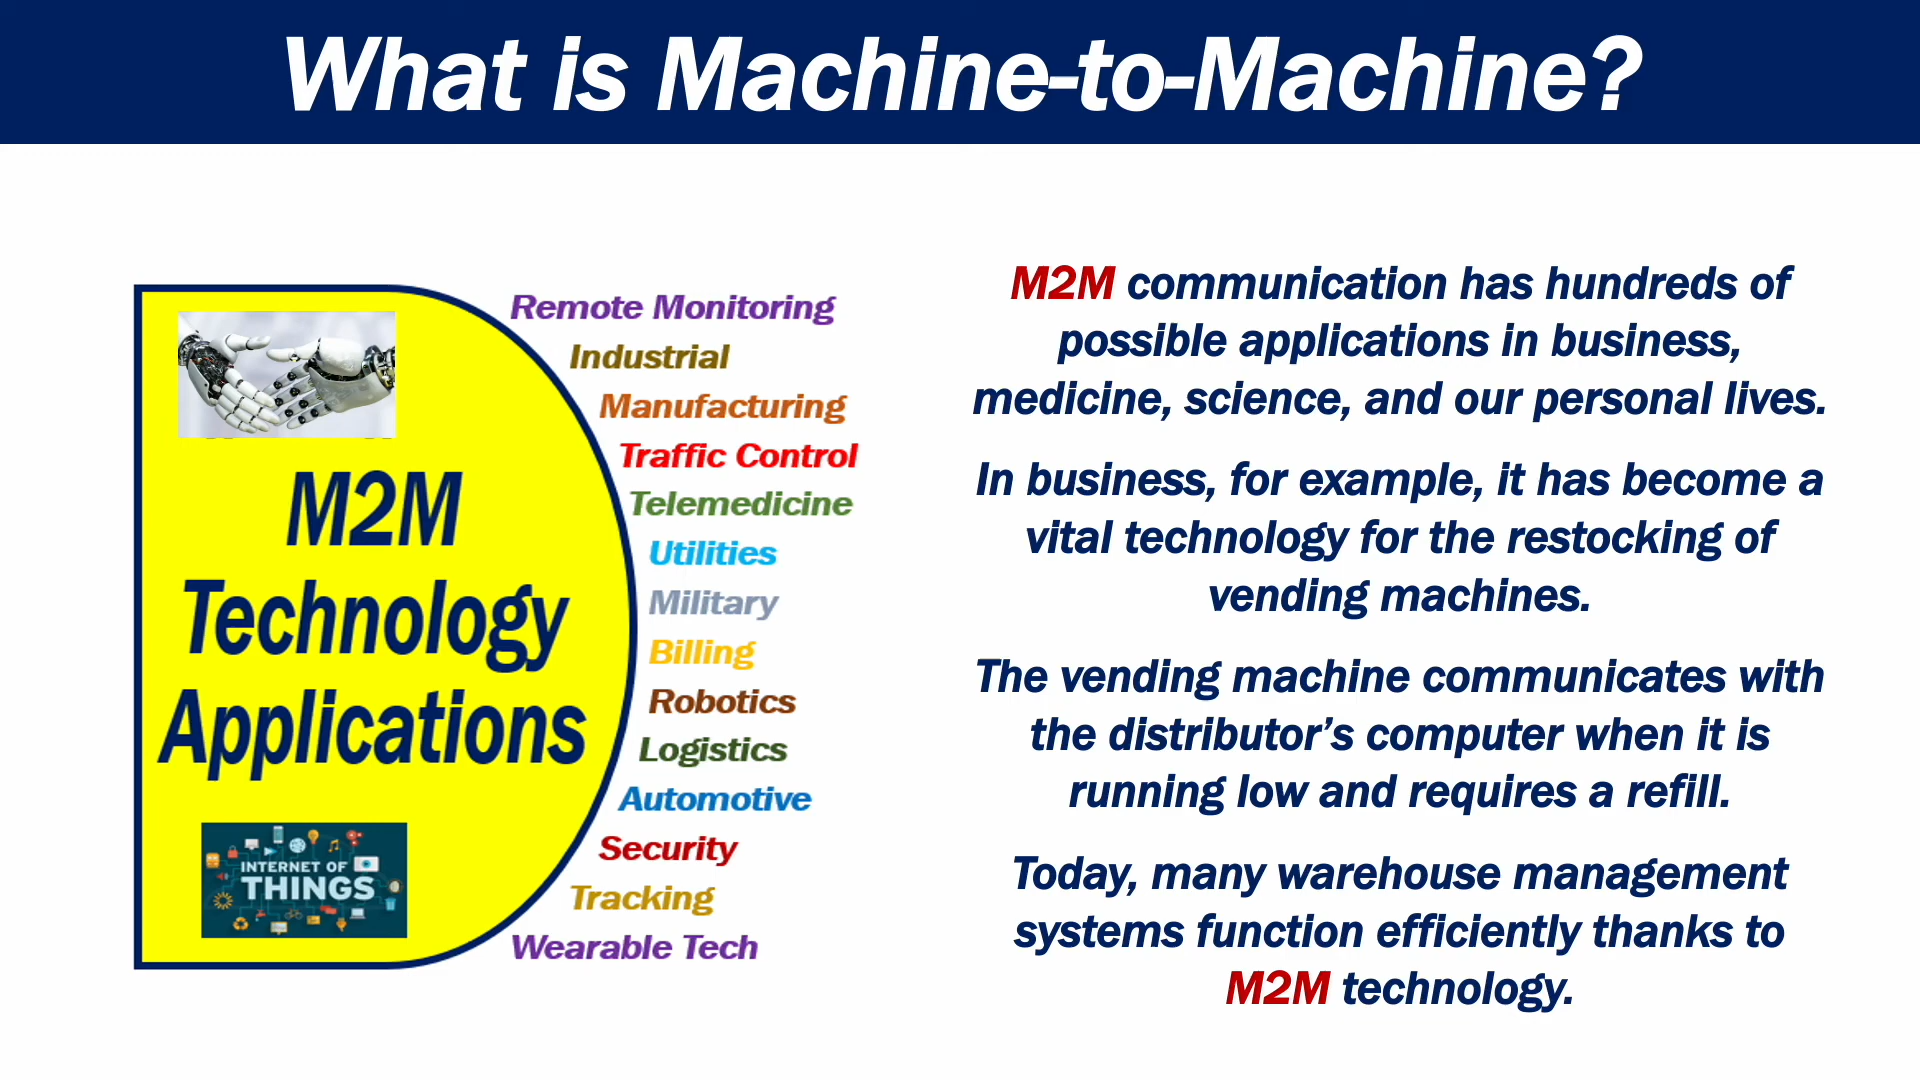 What is Machine-to-Machine?
M2M
Technology
Applications
INTERNET OF
THINGS
Remote Monitoring
Industrial
Manufacturing
Traffic Control
Telemedicine
Utilities
Military
Billing
Robotics
Logistics
Automotive
Security
Tracking
Wearable Tech
M2M communication has hundreds of
possible applications in business,
medicine, science, and our personal lives.
In business, for example, it has become a
vital technology for the restocking of
vending machines.
The vending machine communicates with
the distributor’s computer when it is
running low and requires a refill.
Today, many warehouse management
systems function efficiently thanks to
M2M technology.